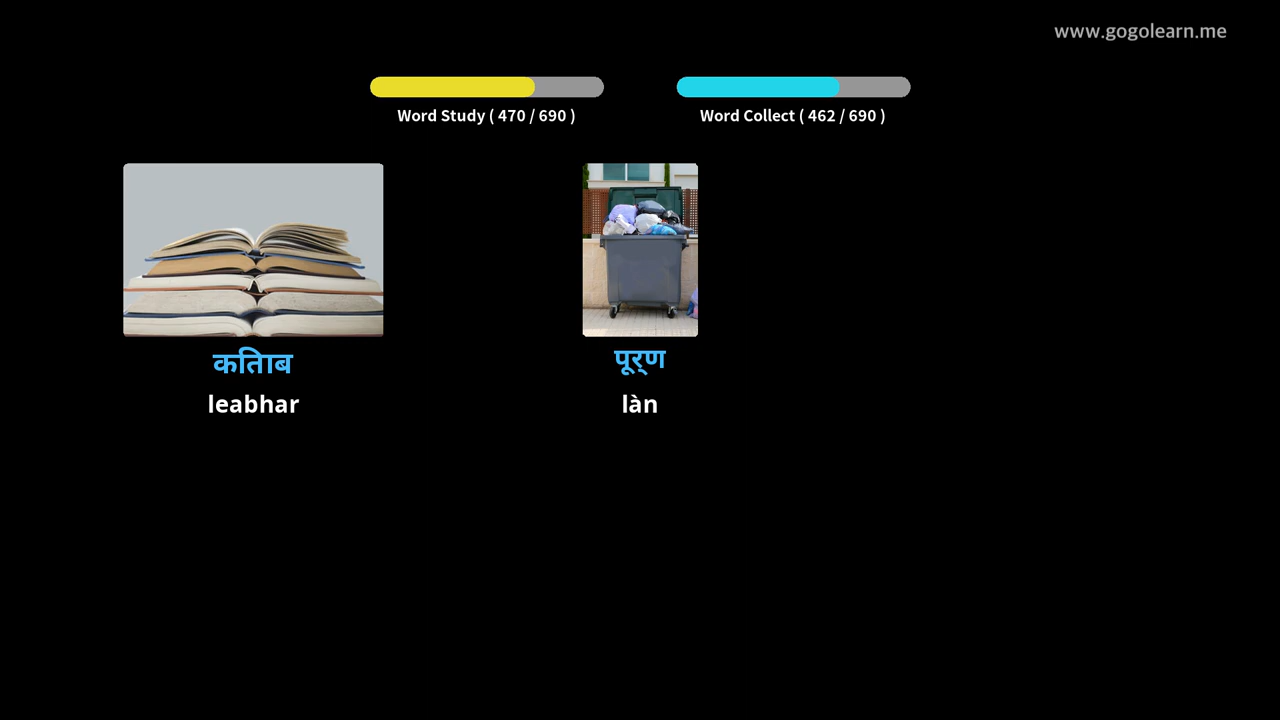 www.gogolearn.me
Word Study ( 470 / 690 )
Word Collect ( 462 / 690 )
किताब
leabhar
पूर्ण
làn